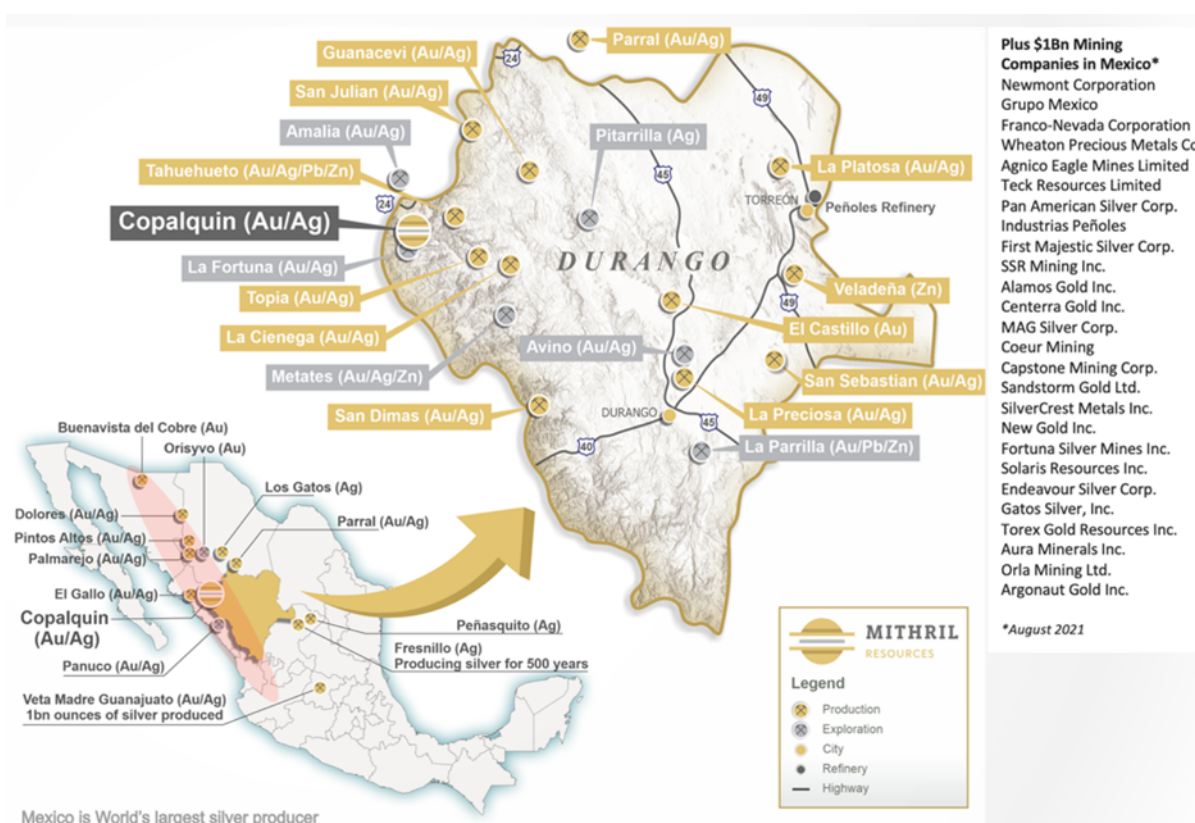 Parral (Au/Ag)
Guanacevi (Au/Ag)
24
San Julian (Au/Ag)
49
Amalia (Au/Ag)
Pitarrilla (Ag)
Tahuehueto (Au/Ag/Pb/Zn)
45
La Platosa (Au/Ag)
24
TORREÓN
Peñoles Refinery
Copalquin (Au/Ag)
La Fortuna (Au/Ag)
DURANGO
Topia (Au/Ag)
Veladeña (Zn)
49
La Cienega (Au/Ag)
El Castillo (Au)
Avino (Au/Ag)
Metates (Au/Ag/Zn)
San Sebastian (Au/Ag)
San Dimas (Au/Ag)
DURANGO
La Preciosa (Au/Ag)
45
40
La Parrilla (Au/Pb/Zn)
Buenavista del Cobre (Au)
Orisyvo (Au)
Los Gatos (Ag)
Dolores (Au/Ag)
Parral (Au/Ag)
Pintos Altos (Au/Ag)
Palmarejo (Au/Ag)
El Gallo (Au/Ag)
Copalquin
(Au/Ag)
Peñasquito (Ag)
Fresnillo (Ag)
Producing silver for 500 years
Panuco (Au/Ag)
Veta Madre Guanajuato (Au/Ag)
1bn ounces of silver produced
Mexico is World's largest silver producer
MITHRIL
RESOURCES
Legend
Production
Exploration
City
Refinery
Highway
Plus $1Bn Mining
Companies in Mexico*
Newmont Corporation
Grupo Mexico
Franco-Nevada Corporation
Wheaton Precious Metals Co
Agnico Eagle Mines Limited
Teck Resources Limited
Pan American Silver Corp.
Industrias Peñoles
First Majestic Silver Corp.
SSR Mining Inc.
Alamos Gold Inc.
Centerra Gold Inc.
MAG Silver Corp.
Coeur Mining
Capstone Mining Corp.
Sandstorm Gold Ltd.
SilverCrest Metals Inc.
New Gold Inc.
Fortuna Silver Mines Inc.
Solaris Resources Inc.
Endeavour Silver Corp.
Gatos Silver, Inc.
Torex Gold Resources Inc.
Aura Minerals Inc.
Orla Mining Ltd.
Argonaut Gold Inc.
*August 2021